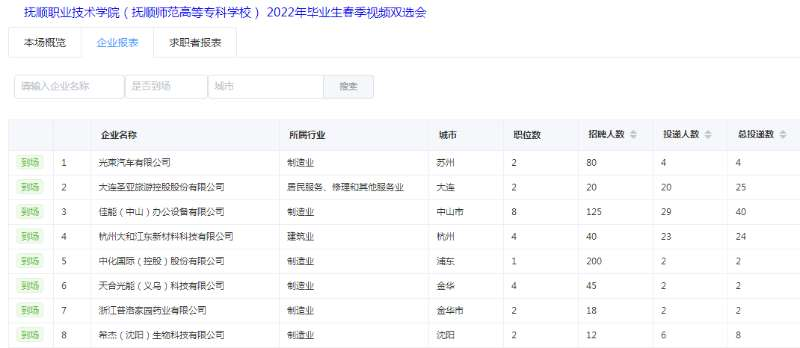 抚顺职业技术学院（抚顺师范高等专科学校） 2022年毕业生春季视频双选会
本场概览 企业报表 求职者报表
请输入企业名称 是否到场 城市 搜索
企业名称 所属行业 城市 职位数 招聘人数 投递人数 总投递数
到场 1 光束汽车有限公司 制造业 苏州 2 80 4 4
到场 2 大连圣亚旅游控股股份有限公司 居民服务、修理和其他服务业 大连 2 20 20 25
到场 3 佳能（中山）办公设备有限公司 制造业 中山市 8 125 29 40
到场 4 杭州大和江东新材料科技有限公司 建筑业 杭州 4 40 23 24
到场 5 中化国际（控股）股份有限公司 制造业 浦东 1 200 2 2
到场 6 天合光能（义乌）科技有限公司 制造业 金华 4 45 2 2
到场 7 浙江普洛家园药业有限公司 制造业 金华市 2 18 2 2
到场 8 希杰（沈阳）生物科技有限公司 制造业 沈阳 2 12 6 8